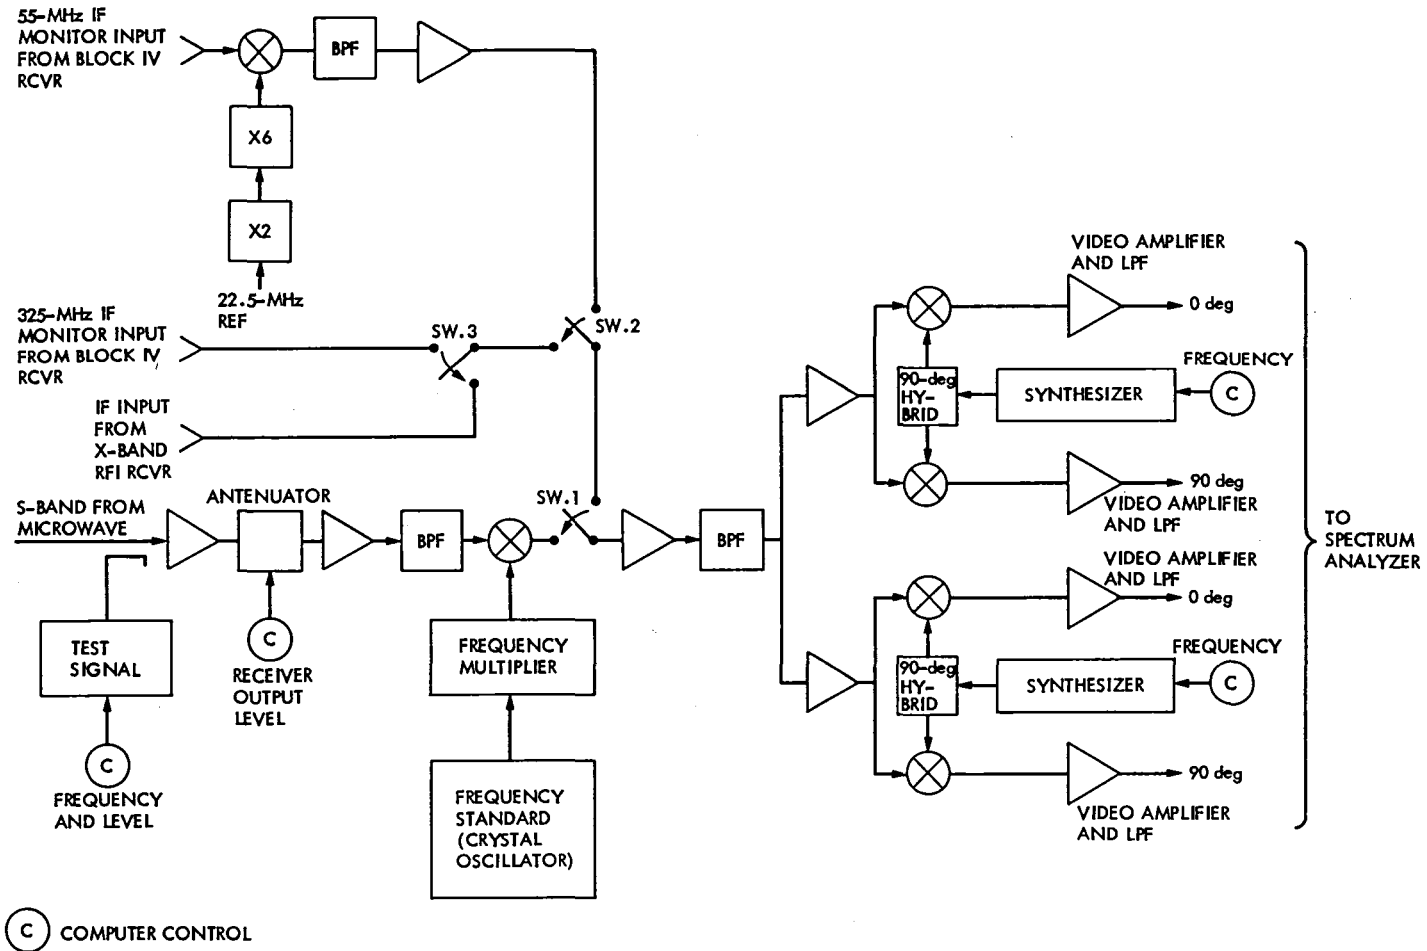 55-MHz IF
MONITOR INPUT
FROM BLOCK IV
RCVR
BPF
X6
X2
22.5-MHz
REF
325-MHz IF
MONITOR INPUT
FROM BLOCK IV
RCVR
SW.3
SW.2
IF INPUT
FROM
X-BAND
RFI RCVR
S-BAND FROM
MICROWAVE
ANTENUATOR
BPF
SW.1
BPF
TEST
SIGNAL
C
RECEIVER
OUTPUT
LEVEL
FREQUENCY
MULTIPLIER
C
FREQUENCY
AND LEVEL
FREQUENCY
STANDARD
(CRYSTAL
OSCILLATOR)
VIDEO AMPLIFIER
AND LPF
0 deg
90-deg
HY-
BRID
SYNTHESIZER
FREQUENCY
C
90 deg
VIDEO AMPLIFIER
AND LPF
VIDEO AMPLIFIER
AND LPF
0 deg
90-deg
HY-
BRID
SYNTHESIZER
FREQUENCY
C
90 deg
VIDEO AMPLIFIER
AND LPF
TO
SPECTRUM
ANALYZER
C COMPUTER CONTROL